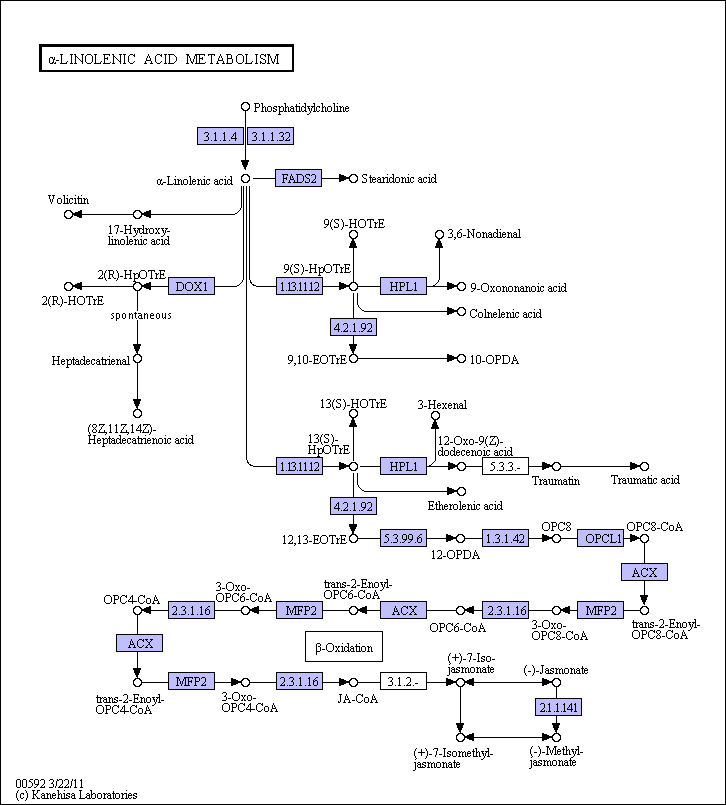 α-LINOLENIC ACID METABOLISM
Phosphatidylcholine
3.1.1.4
3.1.1.32
α-Linolenic acid
FADS2
Stearidonic acid
Volicitin
17-Hydroxy-
linolenic acid
9(S)-HOTrE
3,6-Nonadienal
2(R)-HpOTrE
DOX1
9(S)-HpOTrE
1.13.11.12
HPL1
9-Oxononanoic acid
2(R)-HOTrE
spontaneous
Colnelenic acid
4.2.1.92
Heptadecatrienal
9,10-EOTrE
10-OPDA
13(S)-HOTrE
3-Hexenal
(8Z,11Z,14Z)-
Heptadecatrienoic acid
13(S)-
HpOTrE
12-Oxo-9(Z)-
dodecenoic acid
1.13.11.12
HPL1
5.3.3.-
Traumatin
Traumatic acid
4.2.1.92
Etherolenic acid
12,13-EOTrE
5.3.99.6
12-OPDA
1.3.1.42
OPC8
OPCL1
OPC8-CoA
ACX
OPC4-CoA
2.3.1.16
3-Oxo-
OPC6-CoA
MFP2
trans-2-Enoyl-
OPC6-CoA
ACX
OPC6-CoA
2.3.1.16
3-Oxo-
OPC8-CoA
MFP2
trans-2-Enoyl-
OPC8-CoA
ACX
β-Oxidation
trans-2-Enoyl-
OPC4-CoA
MFP2
3-Oxo-
OPC4-CoA
2.3.1.16
JA-CoA
3.1.2.-
(+)-7-Iso-
jasmonate
(-)-Jasmonate
2.1.1.141
(+)-7-Isomethyl-
jasmonate
(-)-Methyl-
jasmonate
00592 3/22/11
(c) Kanehisa Laboratories